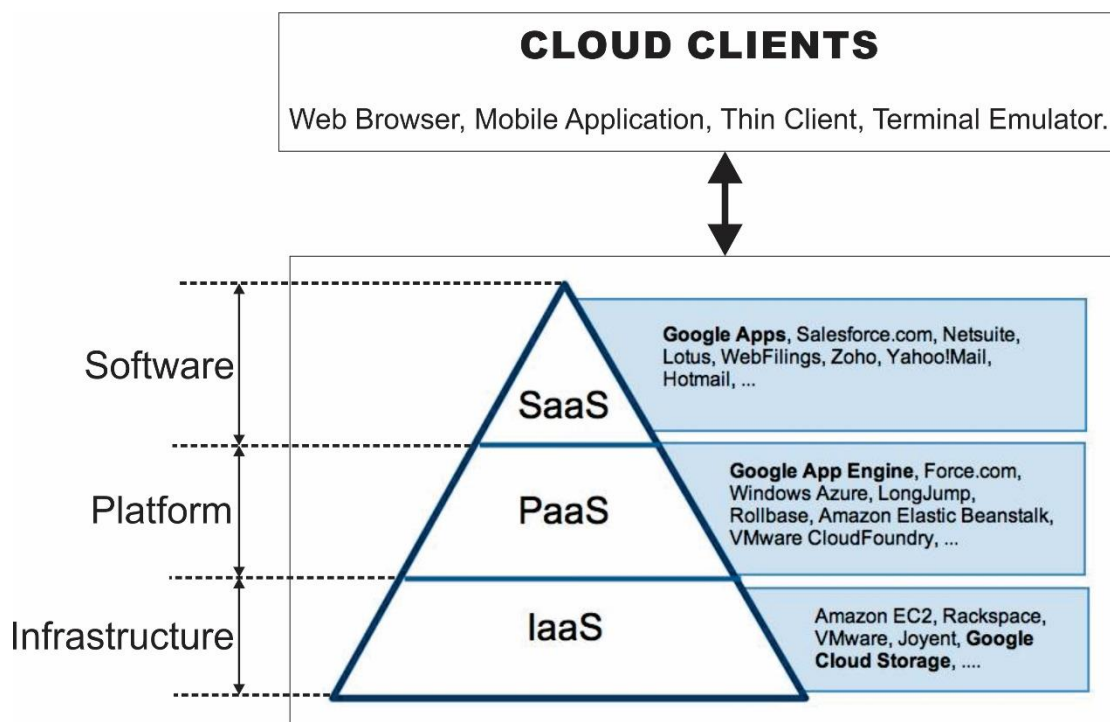 CLOUD CLIENTS
Web Browser, Mobile Application, Thin Client, Terminal Emulator.
Software
SaaS
Google Apps, Salesforce.com, Netsuite,
Lotus, WebFilings, Zoho, Yahoo!Mail,
Hotmail, ...
Platform
PaaS
Google App Engine, Force.com,
Windows Azure, LongJump,
Rollbase, Amazon Elastic Beanstalk,
VMware CloudFoundry, ...
Infrastructure
IaaS
Amazon EC2, Rackspace,
VMware, Joyent, Google
Cloud Storage, ....